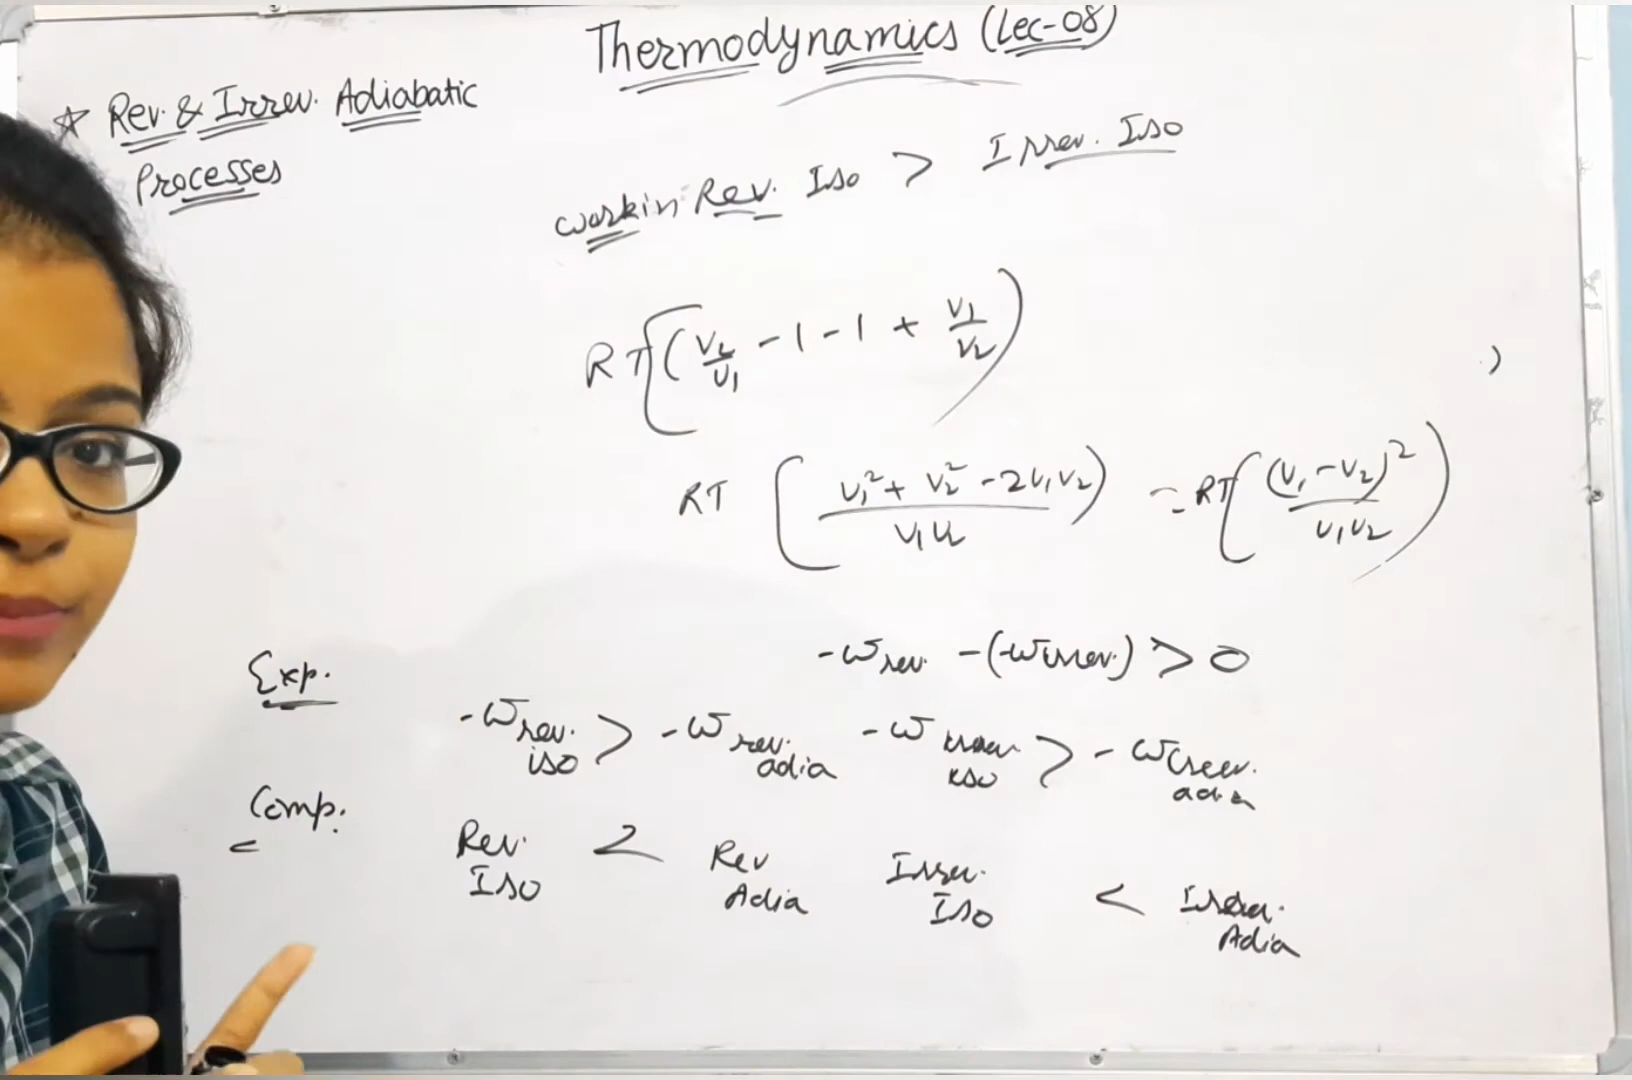 Thermodynamics (Lec-08)
☆ Rev. & Irrev. Adiabatic
Processes
work in Rev. Iso > Irrev. Iso
RT[(V₂/V₁ - 1 - 1 + V₁/V₂)
RT [(V₁² + V₂² - 2V₁V₂)/V₁V₂) = RT[(V₁ - V₂)²/V₁V₂)
-Wrev. - (-Wirrev.) > 0
Exp.
-Wrev. iso > -Wrev. adia -Wirrev iso > -Wirrev. adia
Comp.
Rev. Iso < Rev Adia Irrev. Iso < Irrev. Adia